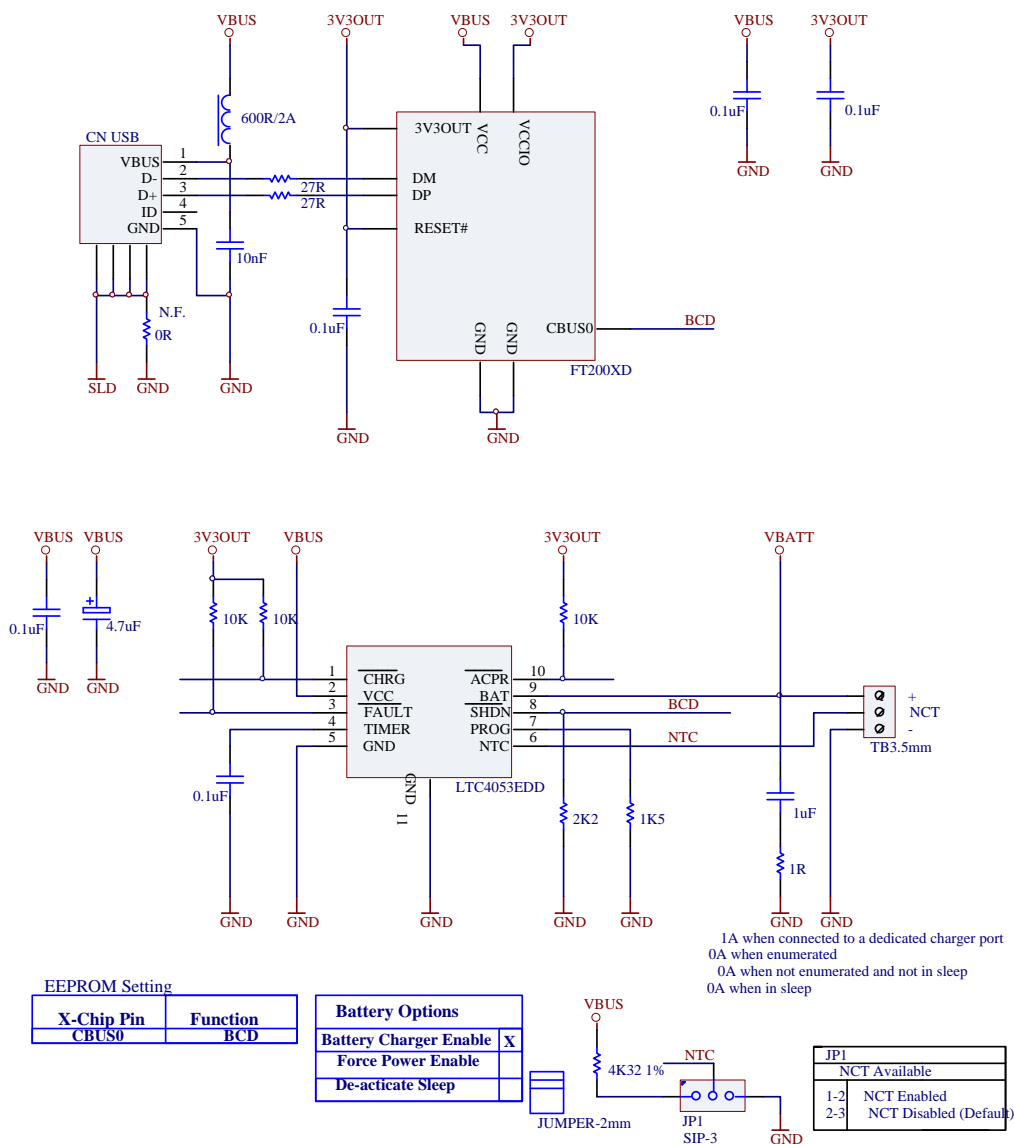 VBUS
3V3OUT
VBUS
3V3OUT
VBUS
3V3OUT
600R/2A
0.1uF
0.1uF
CN USB
VBUS
1
D-
2
D+
3
ID
4
GND
5
27R
27R
3V3OUT
VCC
VCCIO
DM
DP
RESET#
GND
GND
CBUS0
BCD
FT200XD
GND
GND
10nF
N.F.
0R
0.1uF
SLD
GND
GND
GND
GND
VBUS
VBUS
3V3OUT
VBUS
3V3OUT
VBATT
0.1uF
+
4.7uF
10K
10K
10K
GND
GND
1
CHRG
2
VCC
3
FAULT
4
TIMER
5
GND
GND
11
ACPR
10
BAT
9
SHDN
8
PROG
7
NTC
6
LTC4053EDD
BCD
NTC
+
NCT
-
TB3.5mm
0.1uF
2K2
1K5
1uF
1R
GND
GND
GND
GND
GND
GND
GND
1A when connected to a dedicated charger port
0A when enumerated
0A when not enumerated and not in sleep
0A when in sleep
EEPROM Setting
X-Chip Pin
Function
CBUS0
BCD
Battery Options
Battery Charger Enable
X
Force Power Enable
De-acticate Sleep
JUMPER-2mm
VBUS
4K32 1%
NTC
JP1
SIP-3
GND
JP1
NCT Available
1-2
NCT Enabled
2-3
NCT Disabled (Default)